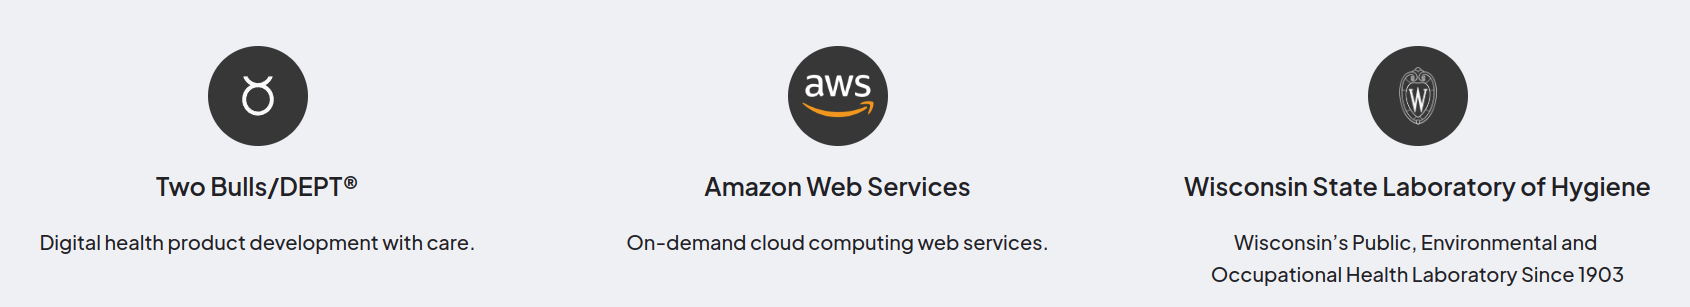 aws
W
Two Bulls/DEPT®
Amazon Web Services
Wisconsin State Laboratory of Hygiene
Digital health product development with care.
On-demand cloud computing web services.
Wisconsin's Public, Environmental and
Occupational Health Laboratory Since 1903